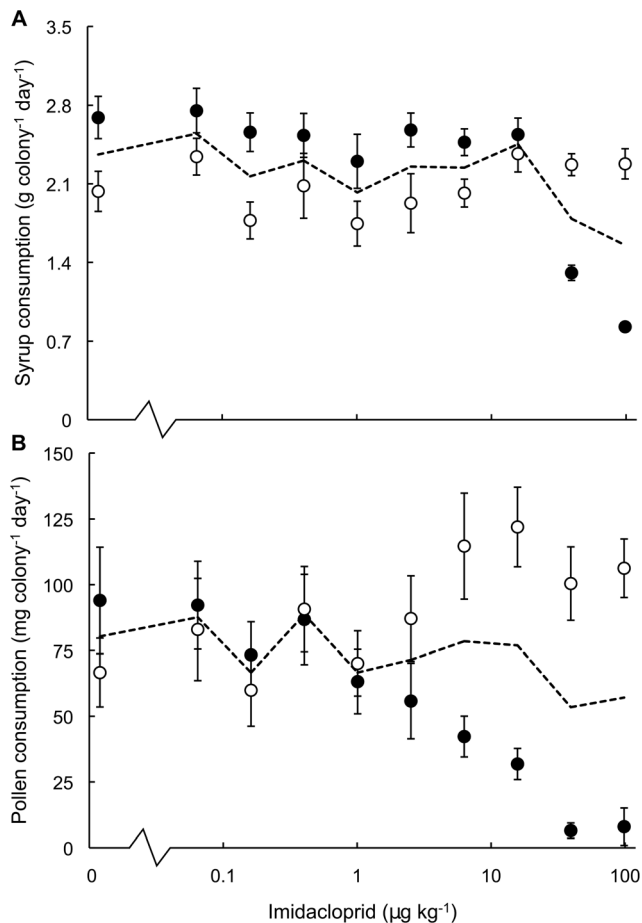 A
Syrup consumption (g colony⁻¹ day⁻¹)
3.5
2.8
2.1
1.4
0.7
0
B
Pollen consumption (mg colony⁻¹ day⁻¹)
150
125
100
75
50
25
0
0 0.1 1 10 100
Imidacloprid (µg kg⁻¹)